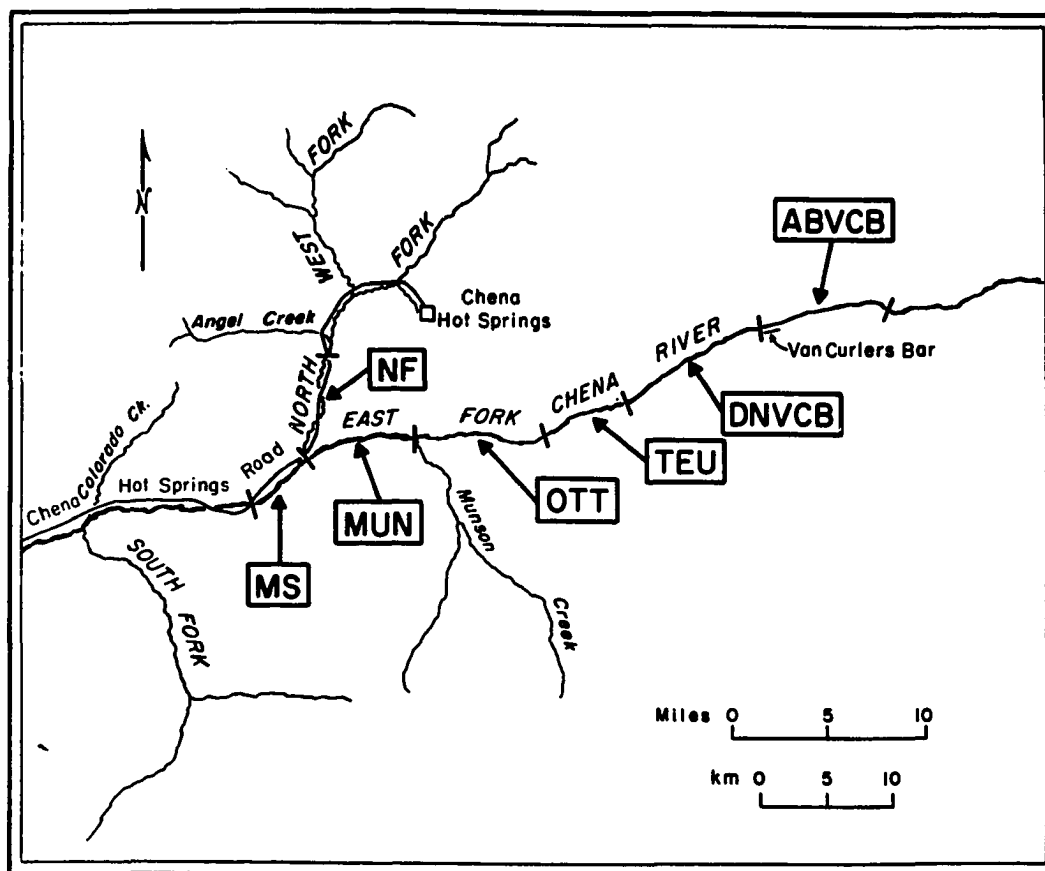 FORK
WEST
FORK
N
ABVCB
Chena
Hot Springs
Angel Creek
RIVER
Van Curlers Bar
NF
NORTH
CHENA
DNVCB
EAST FORK
TEU
Colorado Ck.
Road
OTT
Hot Springs
MUN
Chena
Munson
Creek
MS
SOUTH
FORK
Miles 0 5 10
km 0 5 10